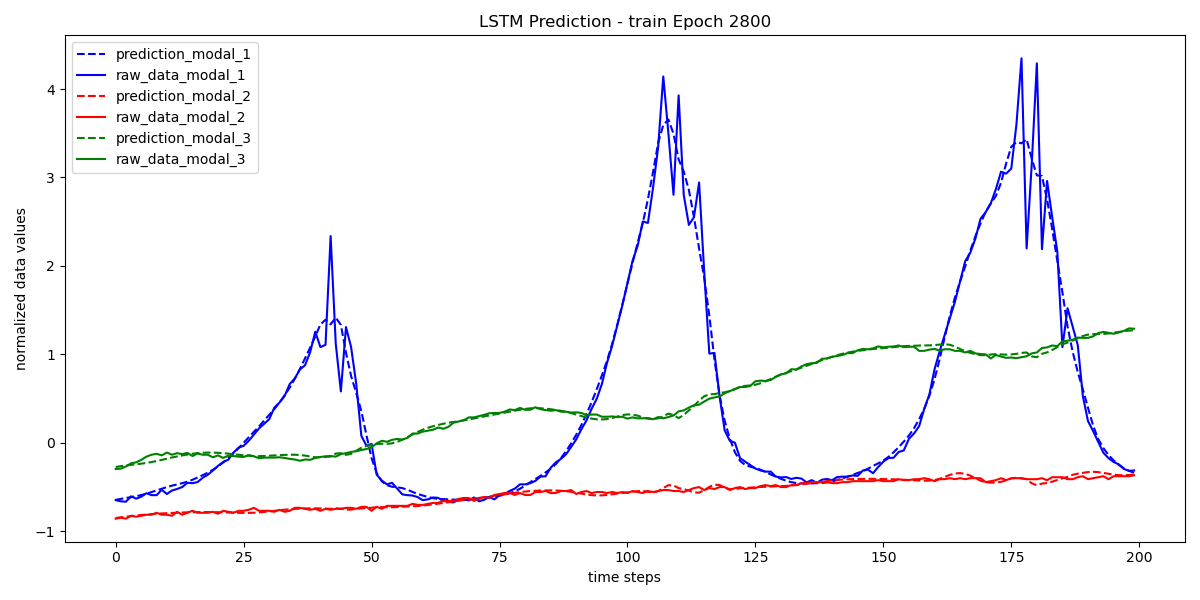 LSTM Prediction - train Epoch 2800
prediction_modal_1
raw_data_modal_1
prediction_modal_2
raw_data_modal_2
prediction_modal_3
raw_data_modal_3
normalized data values
4
3
2
1
0
−1
0 25 50 75 100 125 150 175 200
time steps